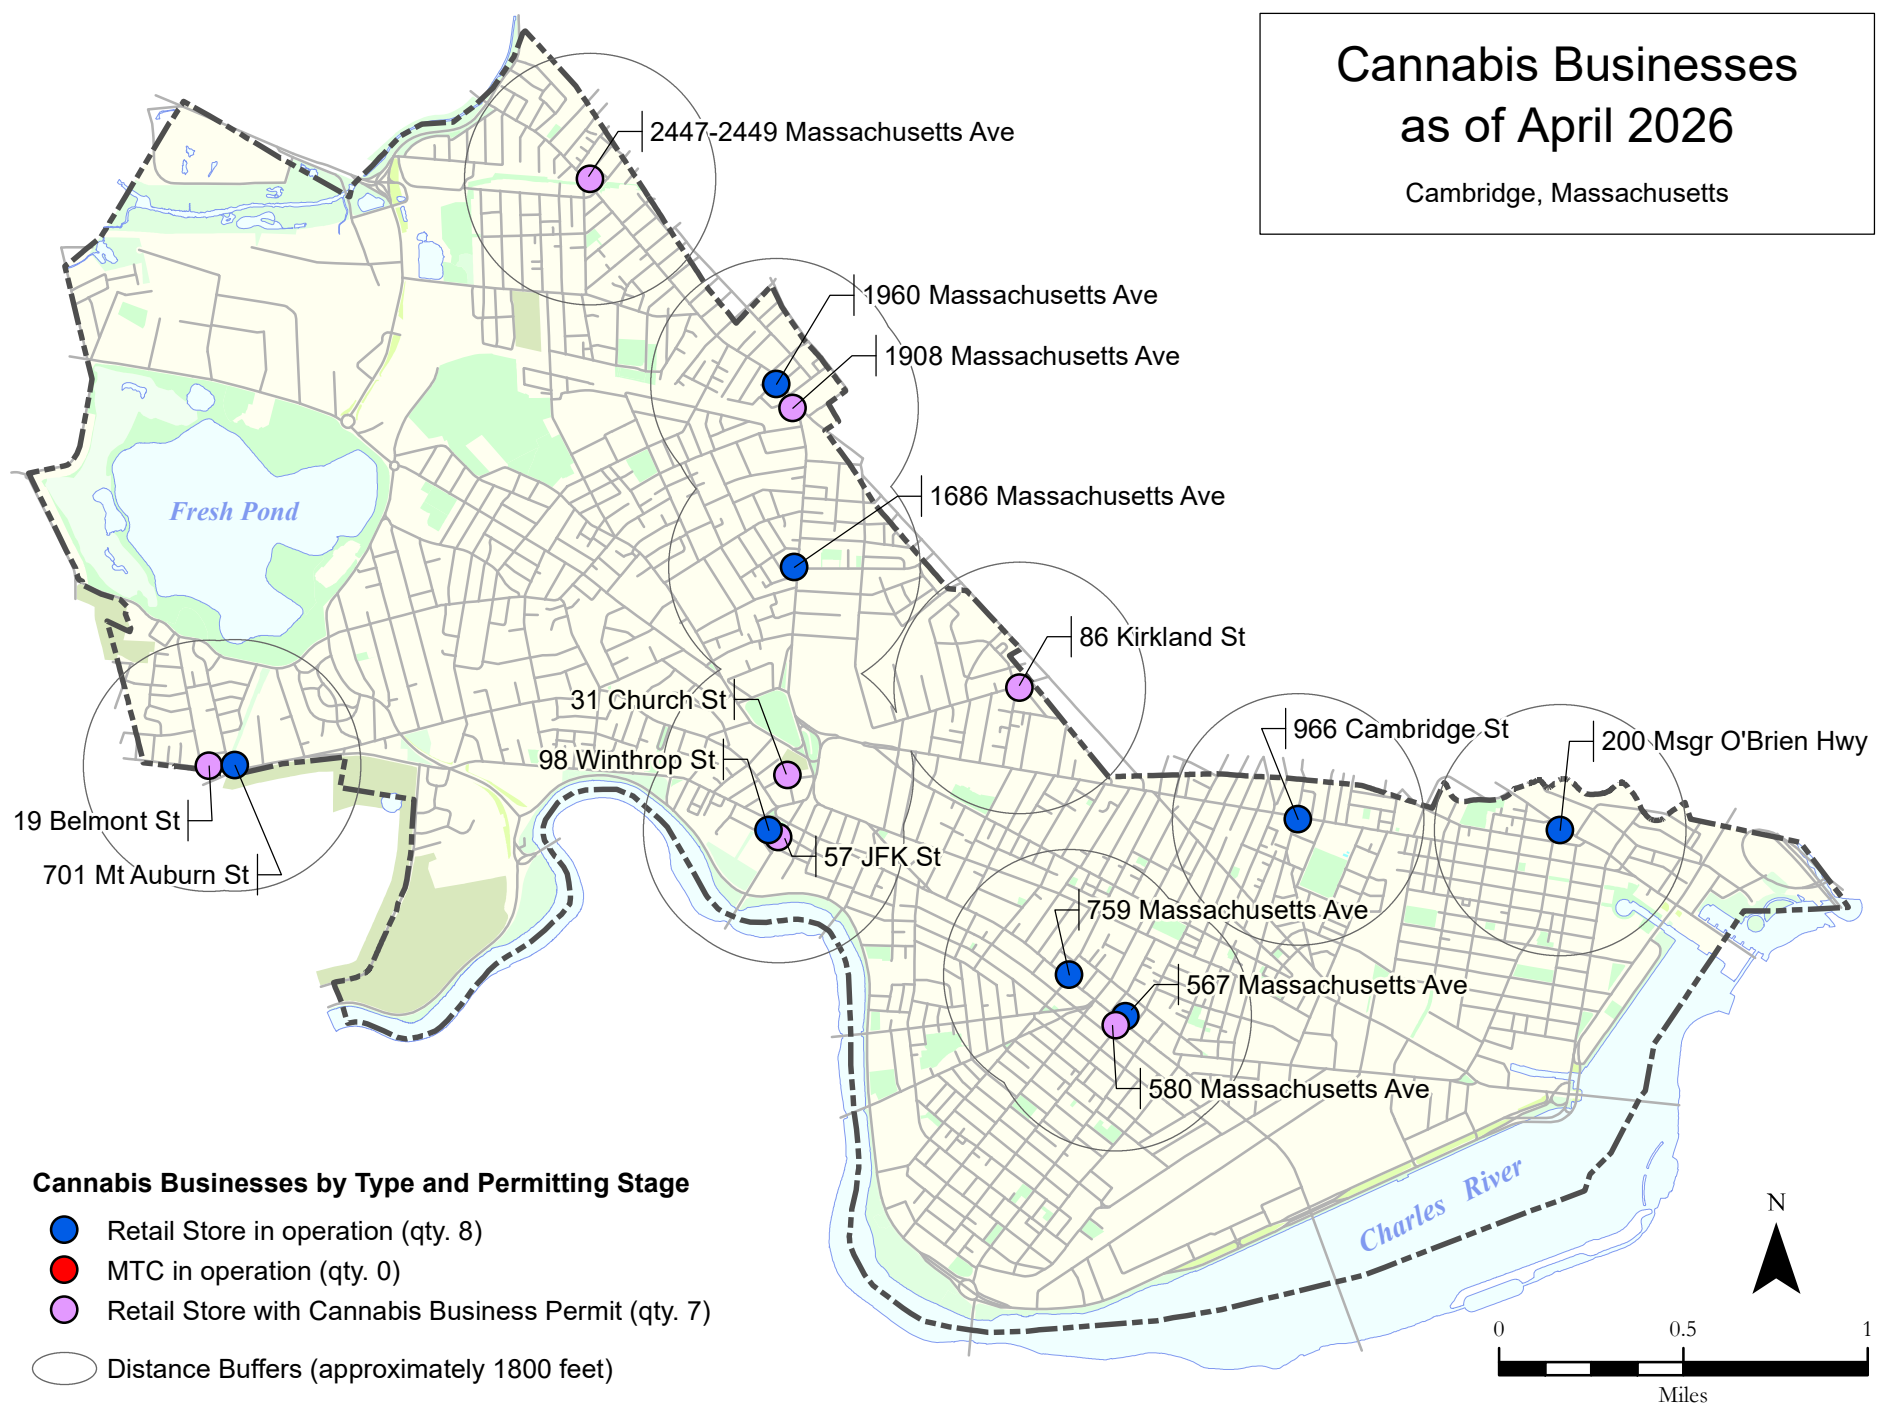 Cannabis Businesses
as of April 2026
Cambridge, Massachusetts
2447-2449 Massachusetts Ave
1960 Massachusetts Ave
1908 Massachusetts Ave
1686 Massachusetts Ave
Fresh Pond
86 Kirkland St
31 Church St
98 Winthrop St
966 Cambridge St
200 Msgr O'Brien Hwy
19 Belmont St
57 JFK St
701 Mt Auburn St
759 Massachusetts Ave
567 Massachusetts Ave
580 Massachusetts Ave
Charles River
Cannabis Businesses by Type and Permitting Stage
Retail Store in operation (qty. 8)
MTC in operation (qty. 0)
Retail Store with Cannabis Business Permit (qty. 7)
Distance Buffers (approximately 1800 feet)
N
0 0.5 1
Miles